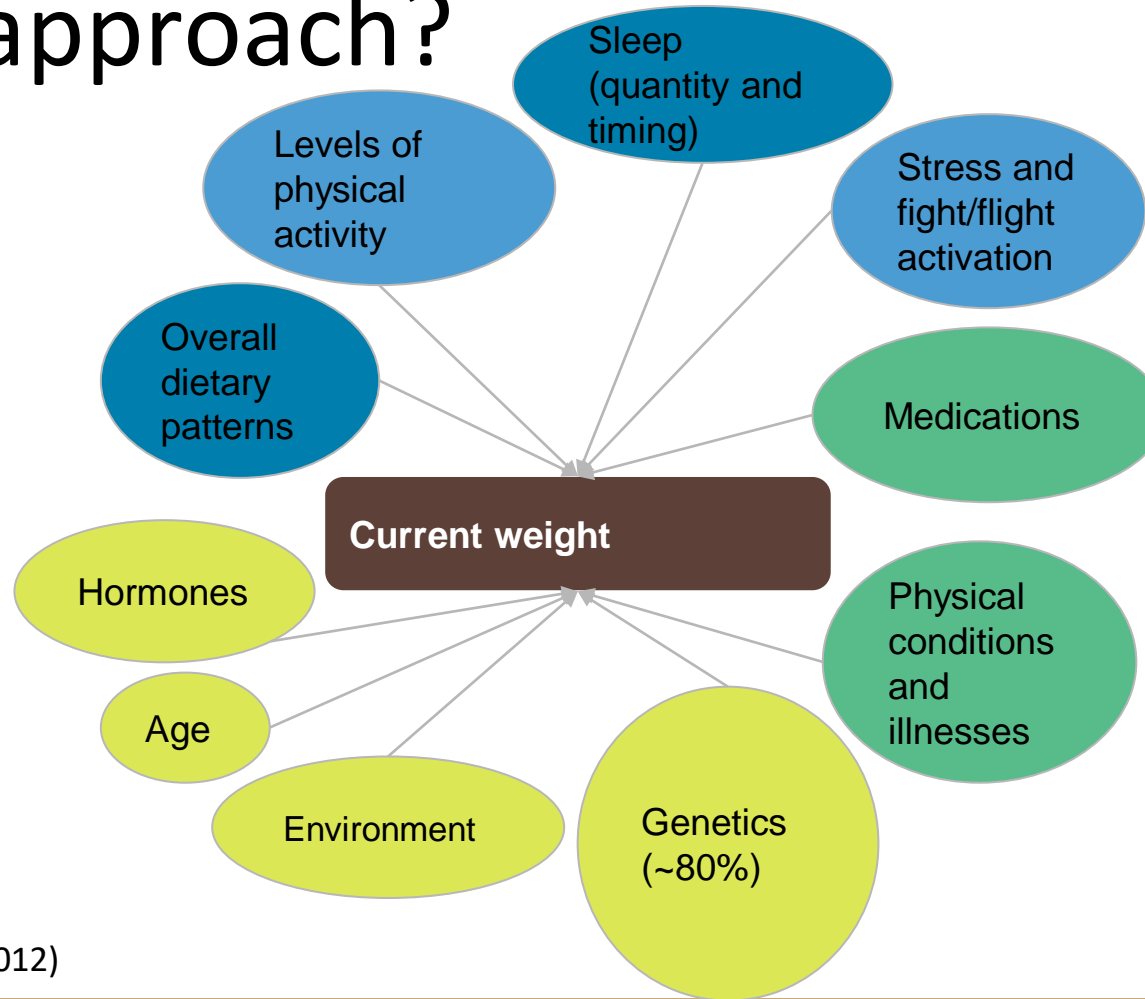 approach?
Sleep
(quantity and
timing)
Levels of
physical
activity
Stress and
fight/flight
activation
Overall
dietary
patterns
Medications
Current weight
Hormones
Physical
conditions
and
illnesses
Age
Environment
Genetics
(~80%)
012)